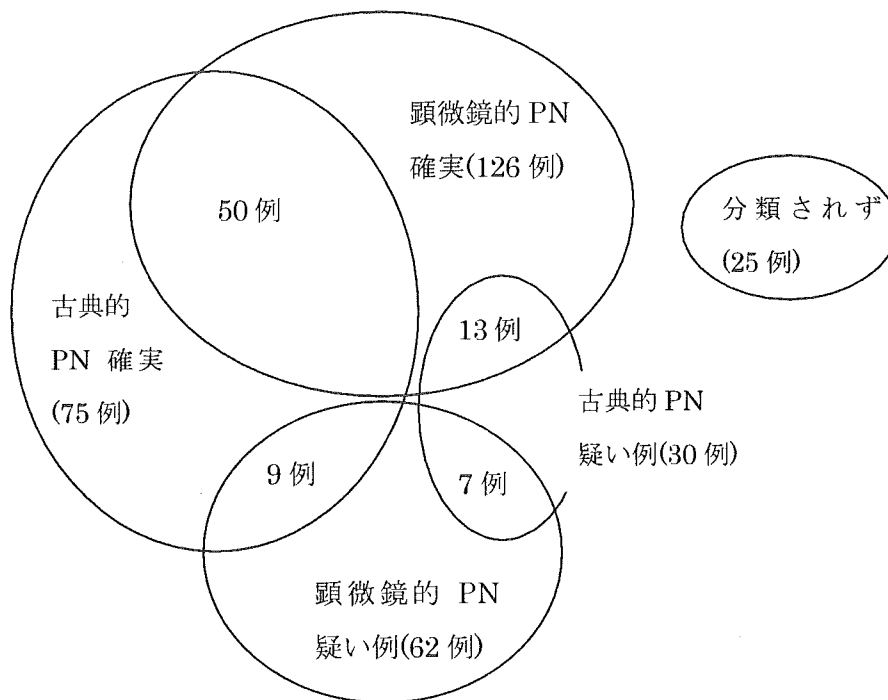 顕微鏡的 PN
確実(126 例)
50 例
分類されず
(25 例)
古典的
PN 確実
(75 例)
13 例
古典的 PN
疑い例(30 例)
9 例
7 例
顕微鏡的 PN
疑い例(62 例)